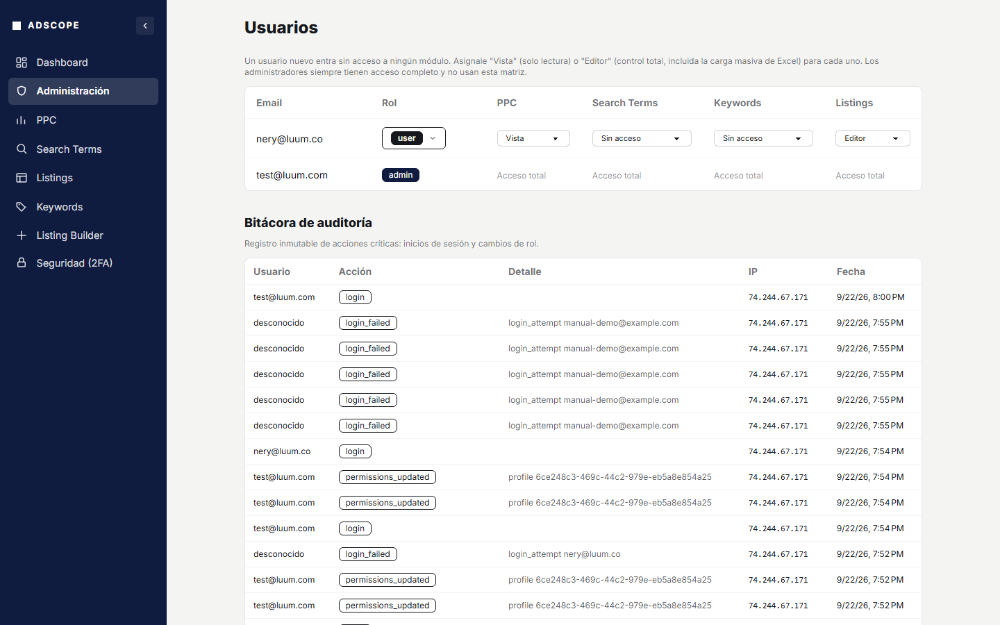 ADSCOPE
Dashboard
Administración
PPC
Search Terms
Listings
Keywords
Listing Builder
Seguridad (2FA)
Usuarios
Un usuario nuevo entra sin acceso a ningún módulo. Asígnale "Vista" (solo lectura) o "Editor" (control total, incluida la carga masiva de Excel) para cada uno. Los
administradores siempre tienen acceso completo y no usan esta matriz.
Email Rol PPC Search Terms Keywords Listings
nery@luum.co user Vista Sin acceso Sin acceso Editor
test@luum.com admin Acceso total Acceso total Acceso total Acceso total
Bitácora de auditoría
Registro inmutable de acciones críticas: inicios de sesión y cambios de rol.
Usuario Acción Detalle IP Fecha
test@luum.com login 74.244.67.171 9/22/26, 8:00 PM
desconocido login_failed login_attempt manual-demo@example.com 74.244.67.171 9/22/26, 7:55 PM
desconocido login_failed login_attempt manual-demo@example.com 74.244.67.171 9/22/26, 7:55 PM
desconocido login_failed login_attempt manual-demo@example.com 74.244.67.171 9/22/26, 7:55 PM
desconocido login_failed login_attempt manual-demo@example.com 74.244.67.171 9/22/26, 7:55 PM
desconocido login_failed login_attempt manual-demo@example.com 74.244.67.171 9/22/26, 7:55 PM
nery@luum.co login 74.244.67.171 9/22/26, 7:54 PM
test@luum.com permissions_updated profile 6ce248c3-469c-44c2-979e-eb5a8e854a25 74.244.67.171 9/22/26, 7:54 PM
test@luum.com permissions_updated profile 6ce248c3-469c-44c2-979e-eb5a8e854a25 74.244.67.171 9/22/26, 7:54 PM
test@luum.com login 74.244.67.171 9/22/26, 7:54 PM
desconocido login_failed login_attempt nery@luum.co 74.244.67.171 9/22/26, 7:52 PM
test@luum.com permissions_updated profile 6ce248c3-469c-44c2-979e-eb5a8e854a25 74.244.67.171 9/22/26, 7:52 PM
test@luum.com permissions_updated profile 6ce248c3-469c-44c2-979e-eb5a8e854a25 74.244.67.171 9/22/26, 7:52 PM